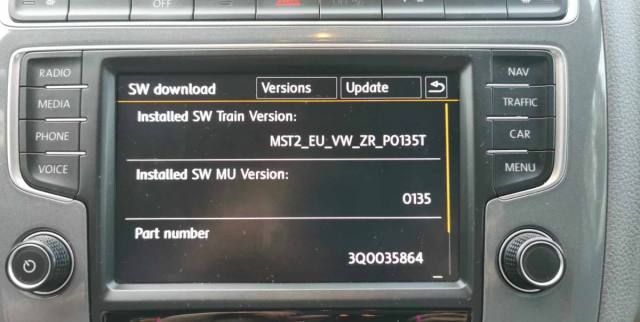 OFF
RADIO
MEDIA
PHONE
VOICE
SW download Versions Update
Installed SW Train Version:
MST2_EU_VW_ZR_P0135T
Installed SW MU Version:
0135
Part number
3Q0035864
NAV
TRAFFIC
CAR
MENU